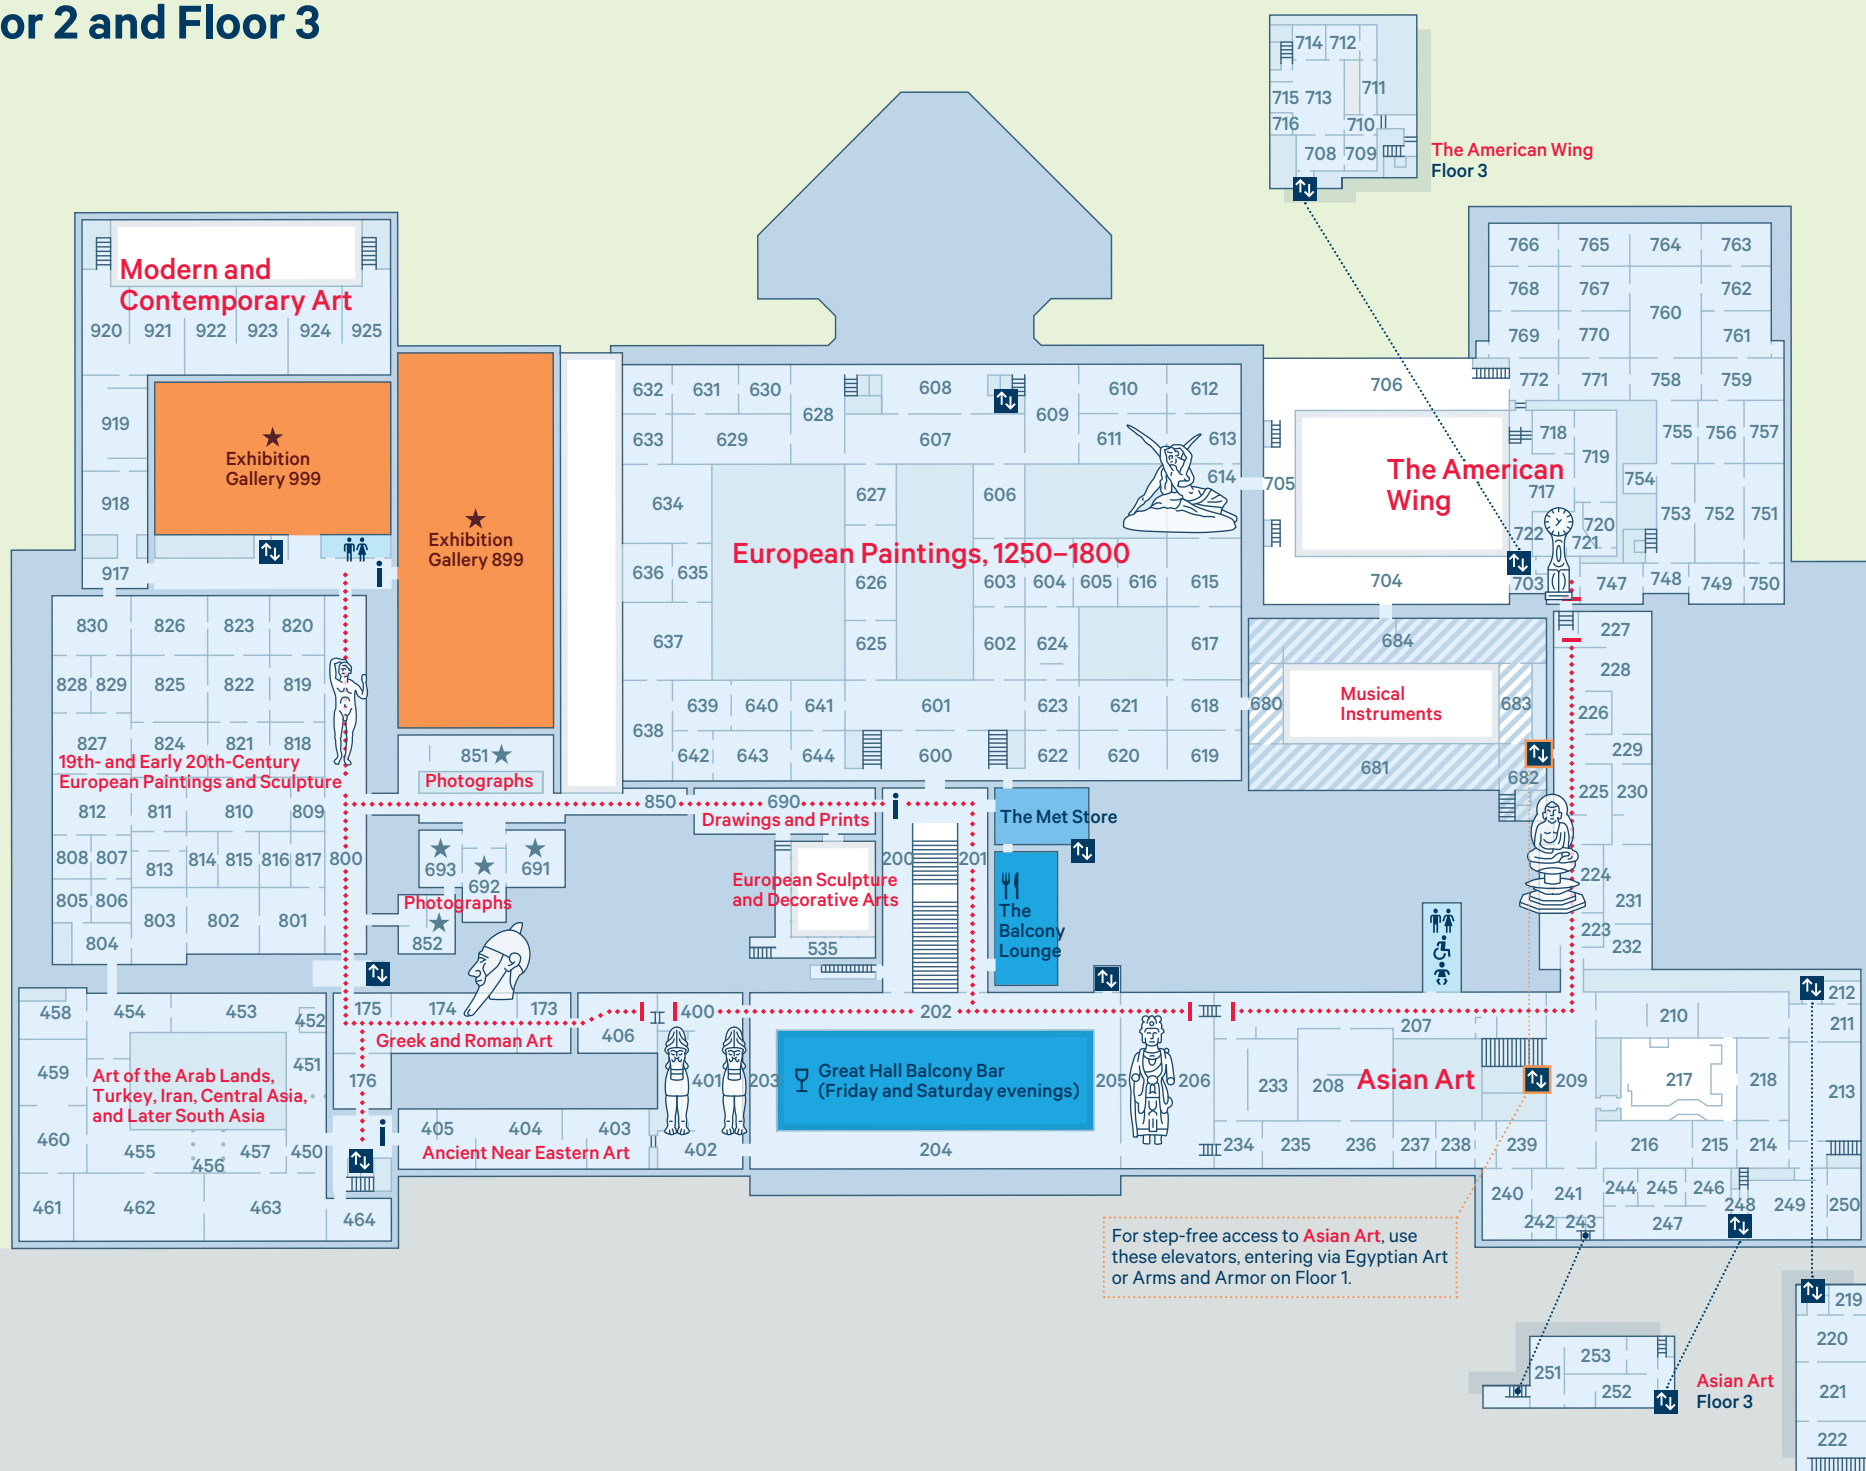 or 2 and Floor 3
714 712
711
715 713
716
710
708 709
The American Wing
Floor 3
Modern and
Contemporary Art
920 921 922 923 924 925
919
918
917
Exhibition
Gallery 999
Exhibition
Gallery 899
632 631 630
628
608
609
610 612
633 629 607 611 613
614
634 627 606
European Paintings, 1250–1800
636 635 626 603 604 605 616 615
637 625 602 624 617
639 640 641 601 623 621 618
638
642 643 644 600 622 620 619
706
705
The American
Wing
704
703
766 765 764 763
768 767 762
760
769 770 761
772 771 758 759
718
719
755 756 757
754
717
753 752 751
722 720
721
747 748 749 750
684
680
Musical
Instruments
683
681
682
227
228
226
229
225 230
224
231
223
232
830 826 823 820
828 829 825 822 819
827 824 821 818
19th- and Early 20th-Century
European Paintings and Sculpture
812 811 810 809
808 807 813 814 815 816 817 800
805 806 803 802 801
804
851
Photographs
850 690
Drawings and Prints
693
692
691
Photographs
852
European Sculpture
and Decorative Arts
535
200 201
The Met Store
The
Balcony
Lounge
458 454 453 452
459 451
Art of the Arab Lands,
Turkey, Iran, Central Asia,
and Later South Asia
460 455 456 457 450
461 462 463 464
175 174 173
Greek and Roman Art
176
406
400
401
405 404 403
402
Ancient Near Eastern Art
202
203
Great Hall Balcony Bar
(Friday and Saturday evenings)
205
204
206
207
233 208
Asian Art
209
234 235 236 237 238 239
210
212
211
217
218
213
216 215 214
240 241 244 245 246
248 249 250
242 243 247
For step-free access to Asian Art, use
these elevators, entering via Egyptian Art
or Arms and Armor on Floor 1.
253
251
252
Asian Art
Floor 3
219
220
221
222